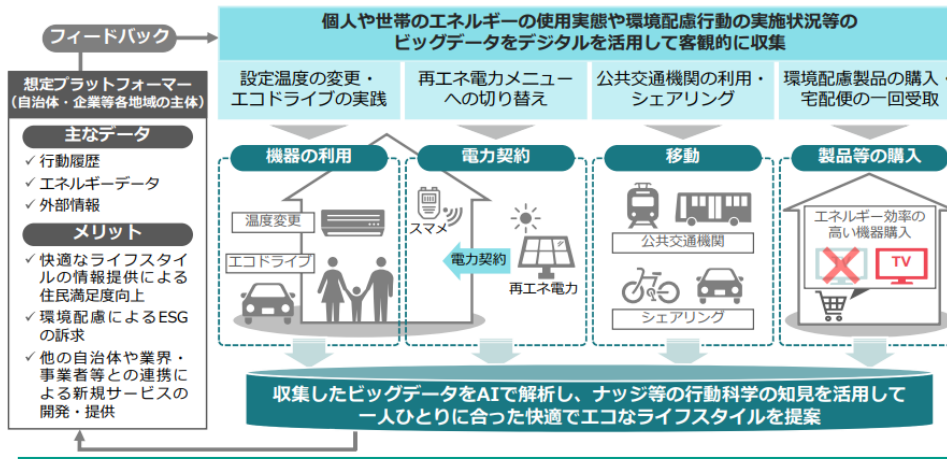 フィードバック
個人や世帯のエネルギーの使用実態や環境配慮行動の実施状況等の
ビッグデータをデジタルを活用して客観的に収集
想定プラットフォーマー
(自治体・企業等各地域の主体)
主なデータ
✓行動履歴
✓エネルギーデータ
✓外部情報
メリット
✓快適なライフスタイ
ルの情報提供による
住民満足度向上
✓環境配慮によるESG
の訴求
✓他の自治体や業界・
事業者等との連携に
よる新規サービスの
開発・提供
設定温度の変更・
エコドライブの実践
再エネ電力メニュー
への切り替え
公共交通機関の利用・
シェアリング
環境配慮製品の購入・
宅配便の一回受取
機器の利用
温度変更
エコドライブ
電力契約
スマメ
電力契約
再エネ電力
移動
公共交通機関
シェアリング
製品等の購入
エネルギー効率の
高い機器購入
TV
収集したビッグデータをAIで解析し、ナッジ等の行動科学の知見を活用して
一人ひとりに合った快適でエコなライフスタイルを提案